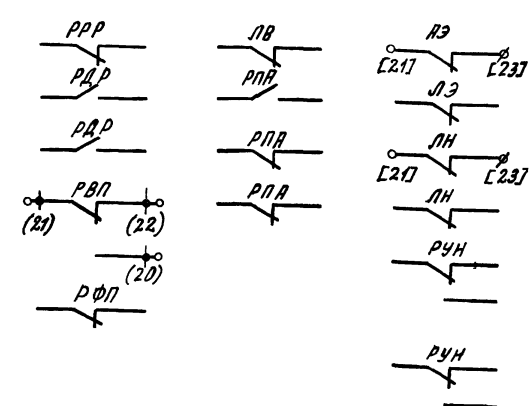 РРР
РДР
РДР
РВП
(21) (22)
(20)
РФП
ЛВ
РПА
РПА
РПА
АЭ
[21] [23]
ЛЭ
ЛН
[21] [23]
ЛН
РУН
РУН